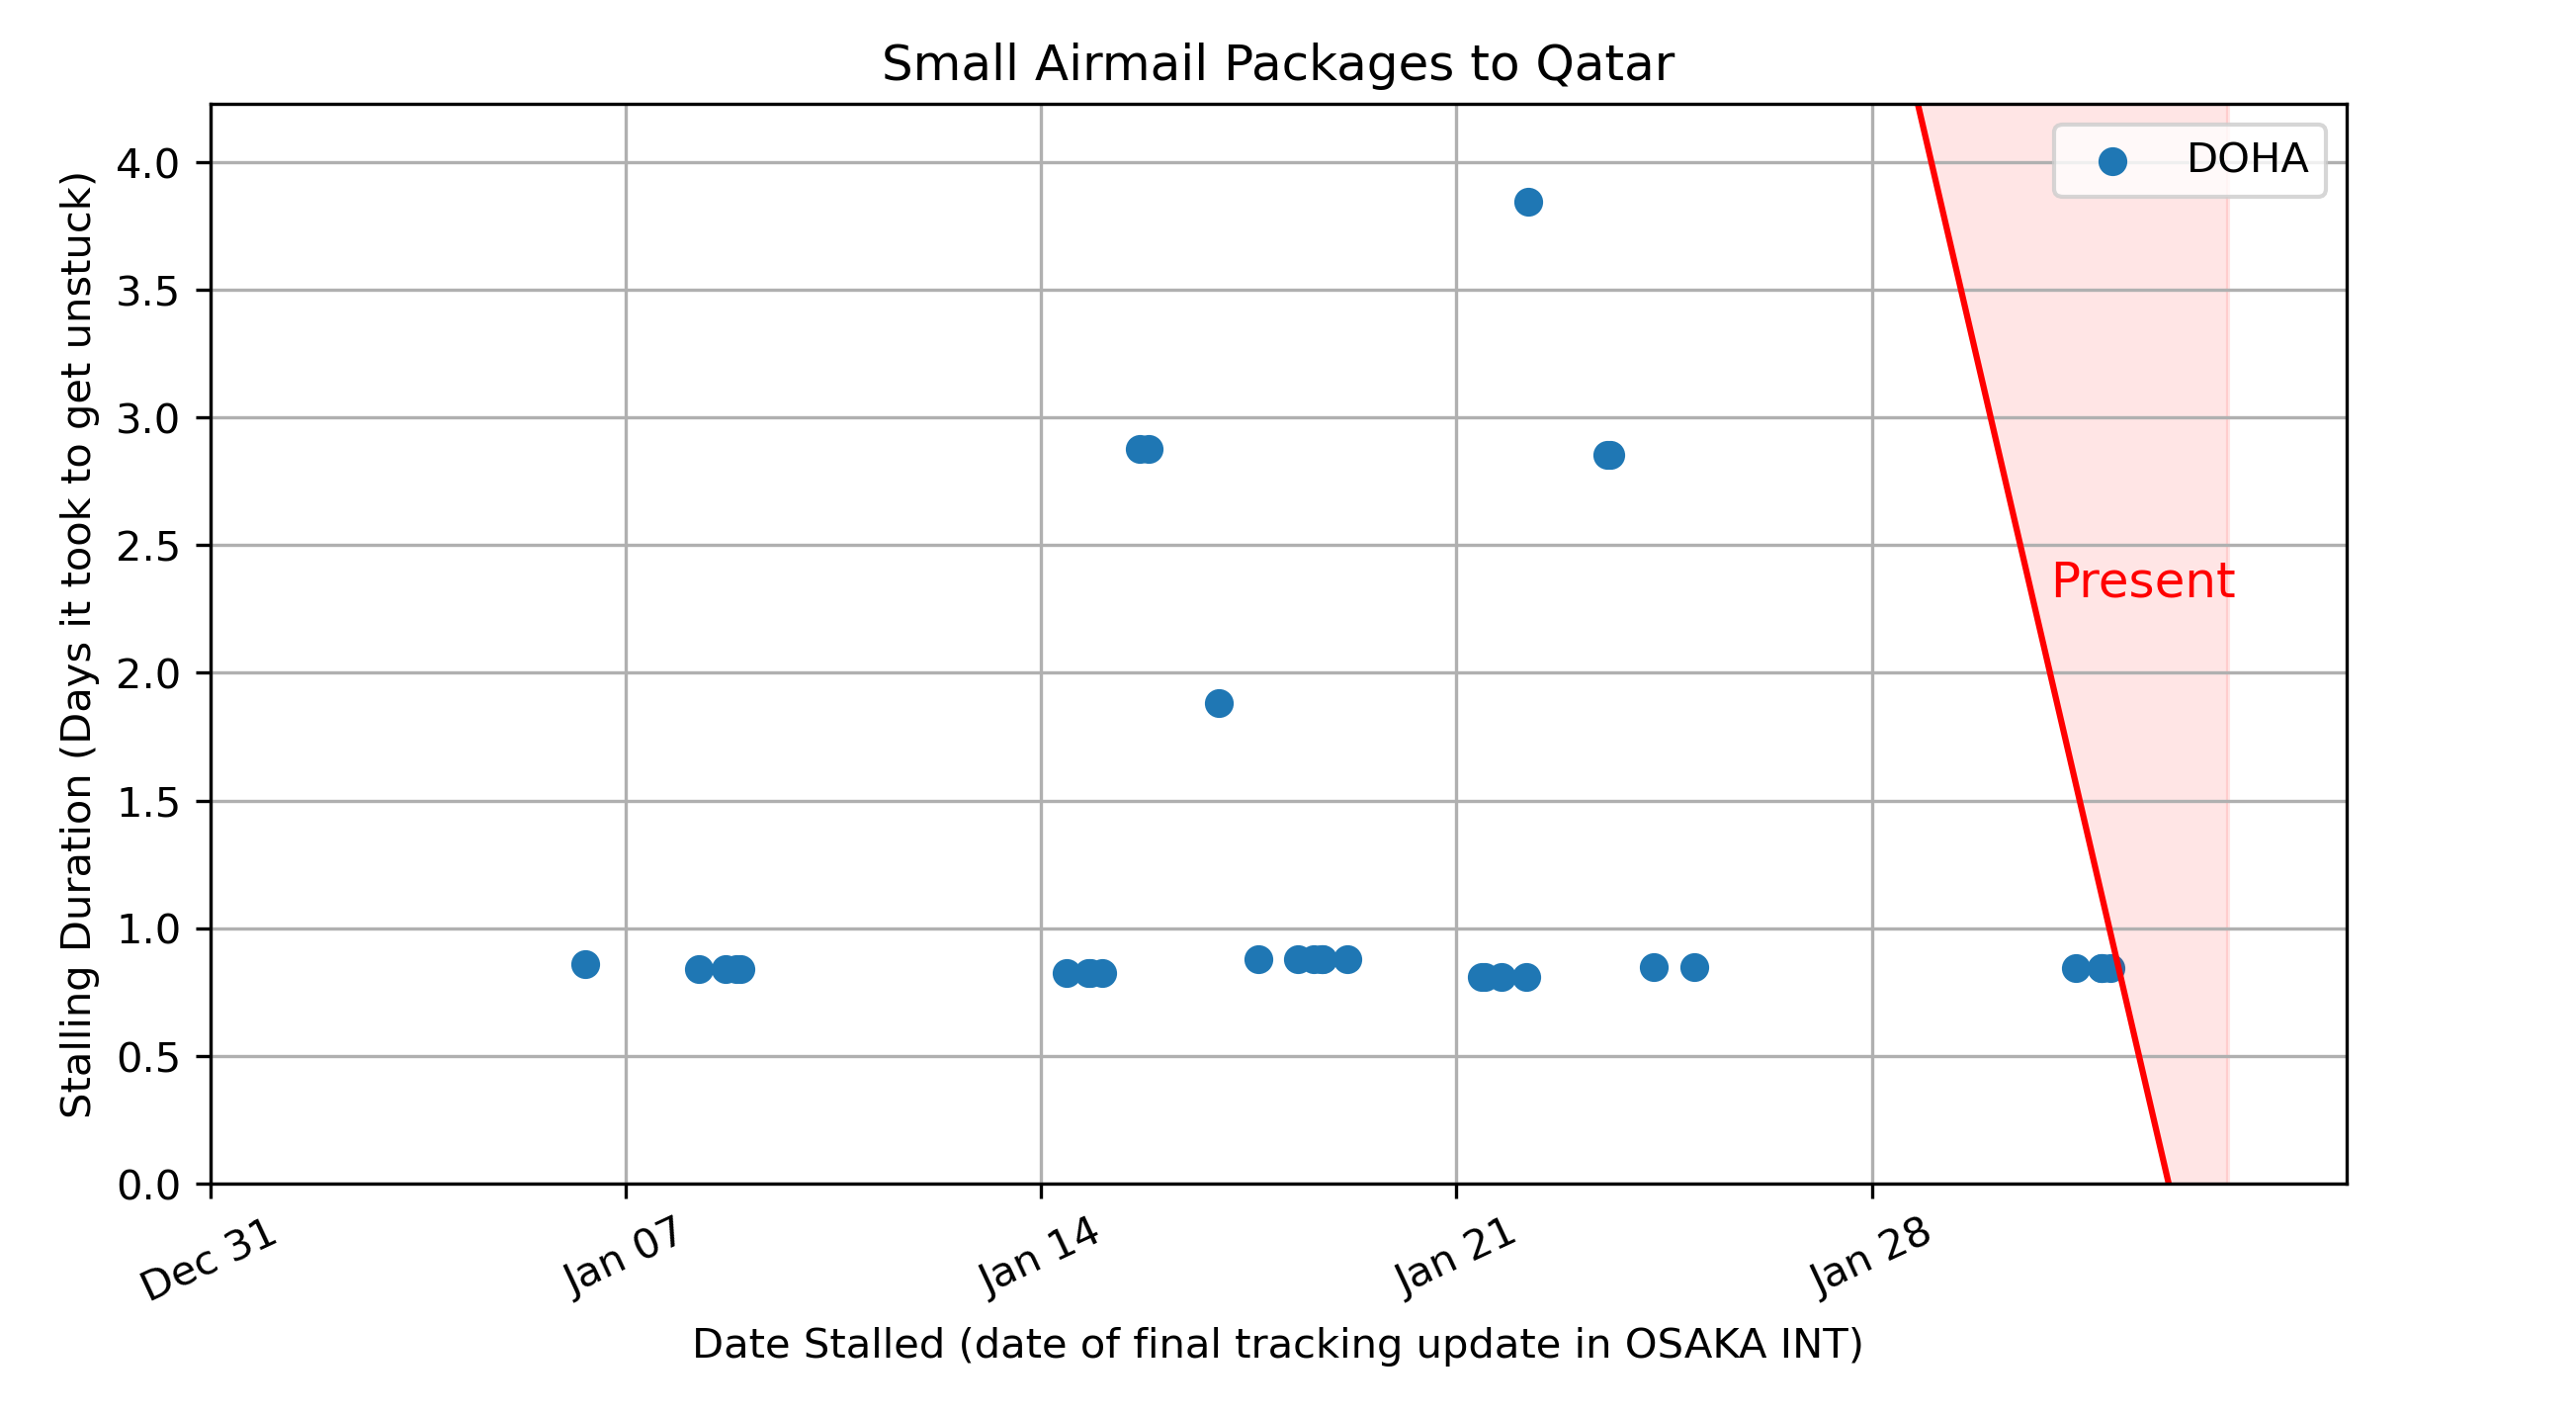 Small Airmail Packages to Qatar
DOHA
Stalling Duration (Days it took to get unstuck)
4.0
3.5
3.0
2.5
2.0
1.5
1.0
0.5
0.0
Present
Dec 31
Jan 07
Jan 14
Jan 21
Jan 28
Date Stalled (date of final tracking update in OSAKA INT)